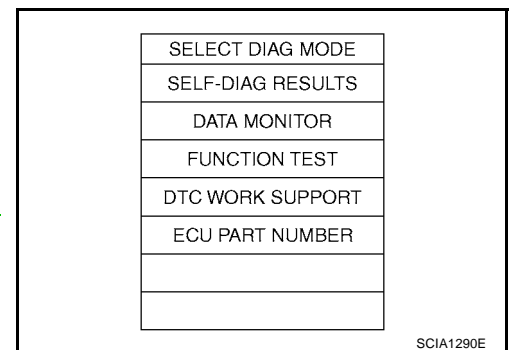 SELECT DIAG MODE
SELF-DIAG RESULTS
DATA MONITOR
FUNCTION TEST
DTC WORK SUPPORT
ECU PART NUMBER
SCIA1290E